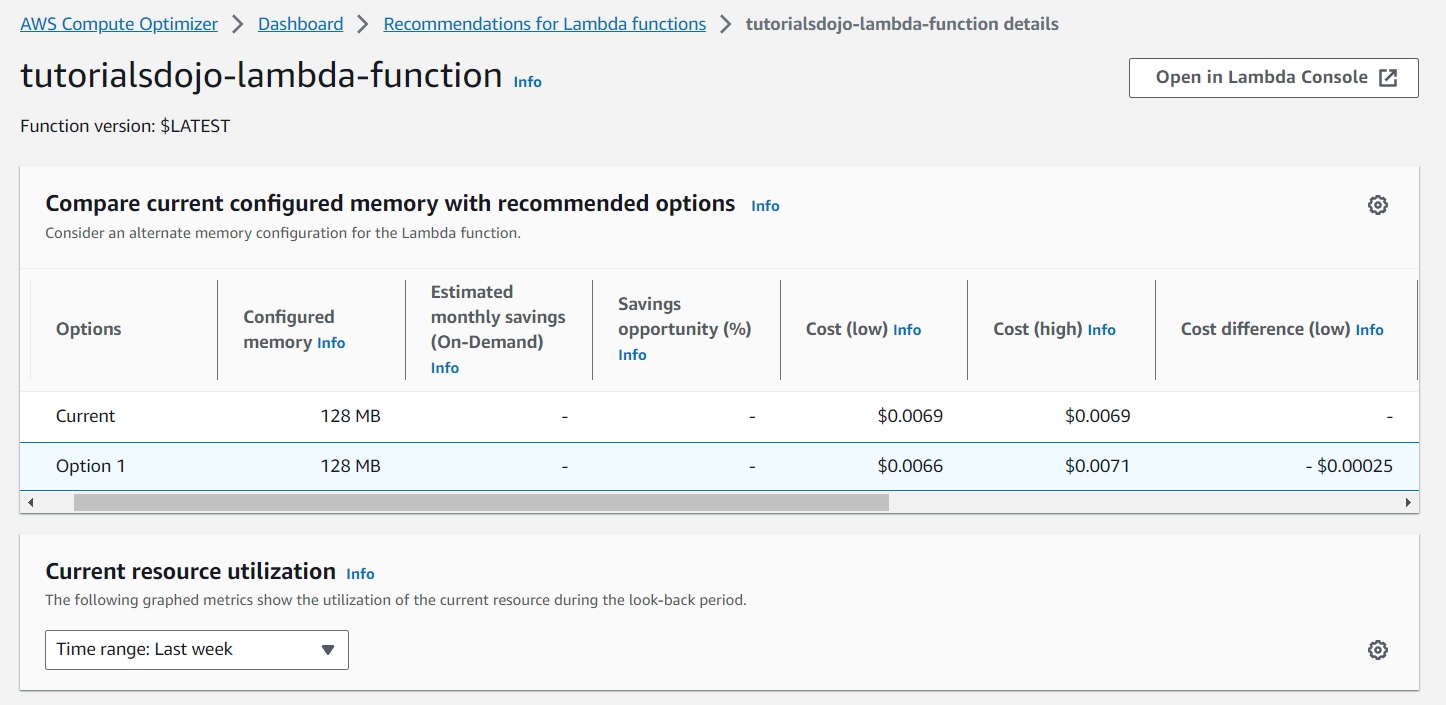 AWS Compute Optimizer > Dashboard > Recommendations for Lambda functions > tutorialsdojo-lambda-function details
tutorialsdojo-lambda-function Info
Open in Lambda Console
Function version: $LATEST
Compare current configured memory with recommended options Info
Consider an alternate memory configuration for the Lambda function.
Options
Configured
memory Info
Estimated
monthly savings
(On-Demand)
Info
Savings
opportunity (%)
Info
Cost (low) Info
Cost (high) Info
Cost difference (low) Info
Current 128 MB - - $0.0069 $0.0069 -
Option 1 128 MB - - $0.0066 $0.0071 - $0.00025
Current resource utilization Info
The following graphed metrics show the utilization of the current resource during the look-back period.
Time range: Last week